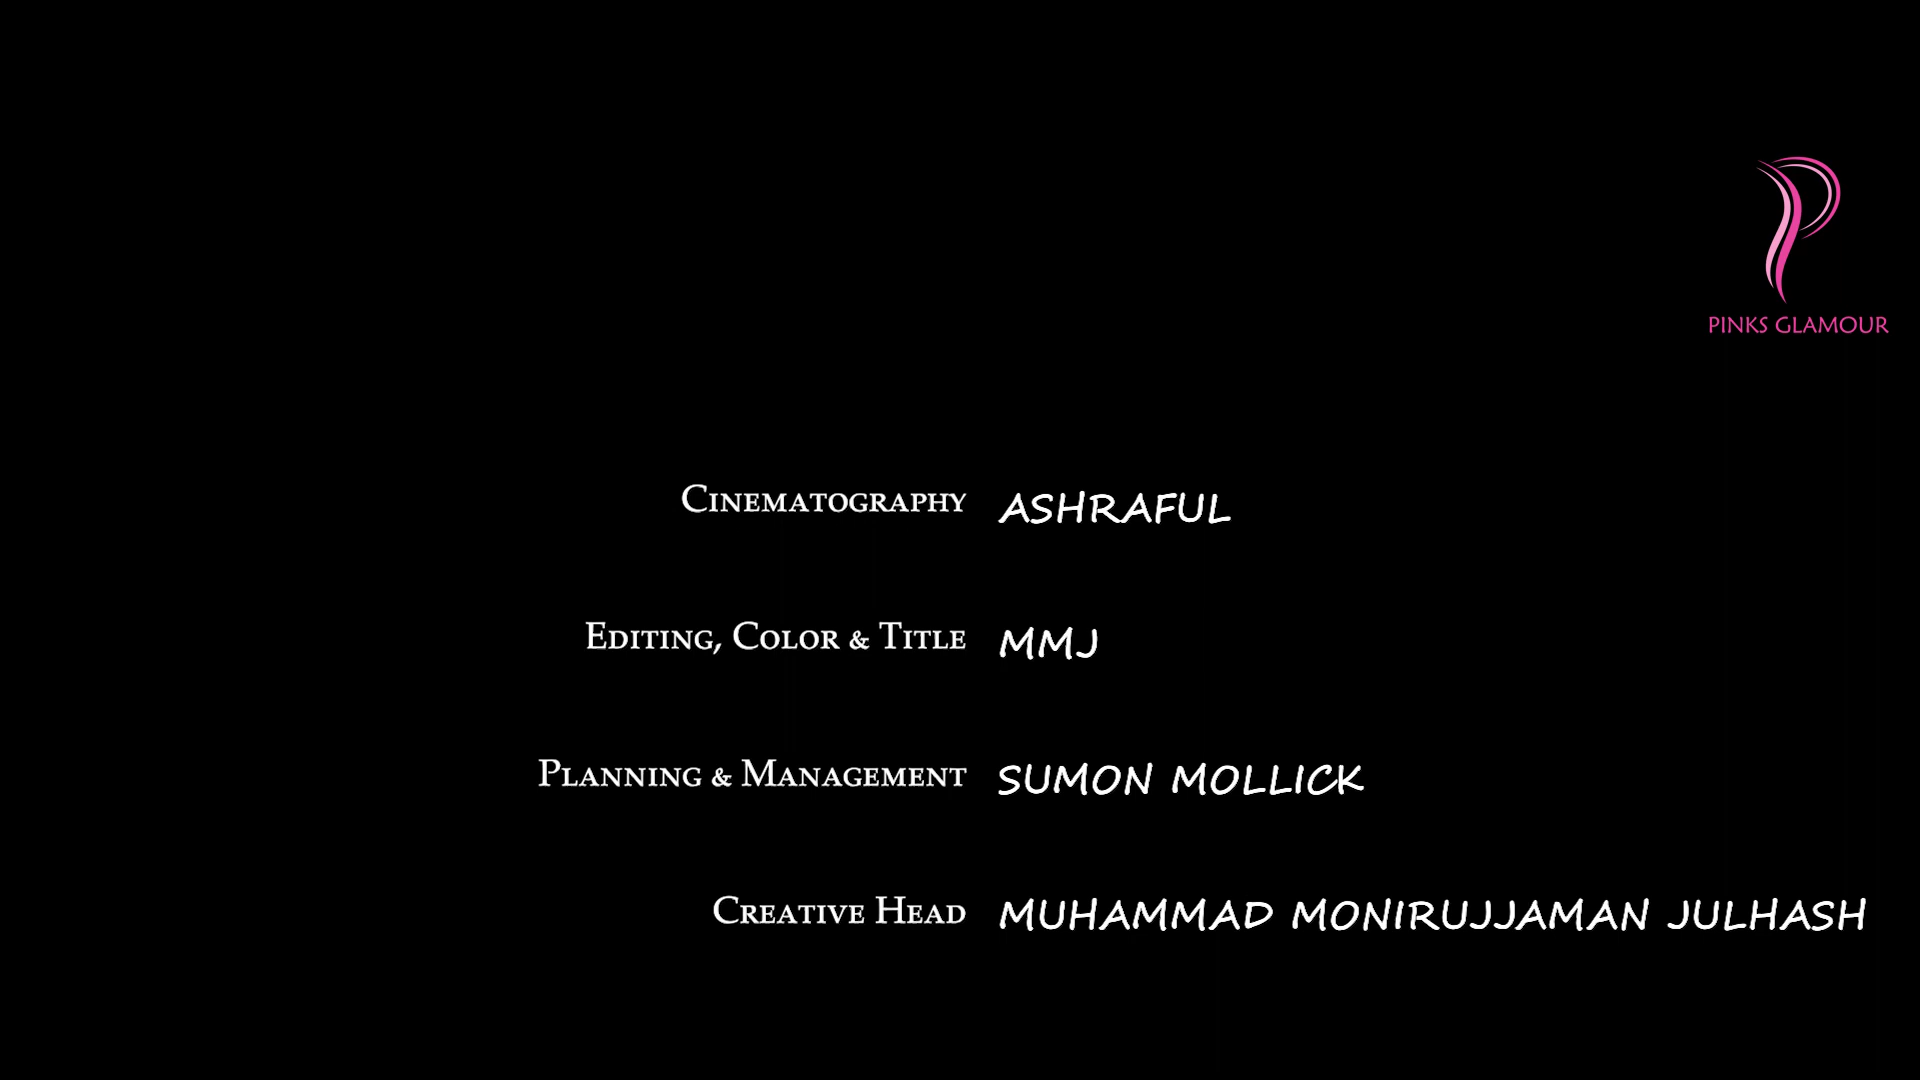 PINKS GLAMOUR
Cinematography ASHRAFUL
Editing, Color & Title MMJ
Planning & Management SUMON MOLLICK
Creative Head MUHAMMAD MONIRUJJAMAN JULHASH